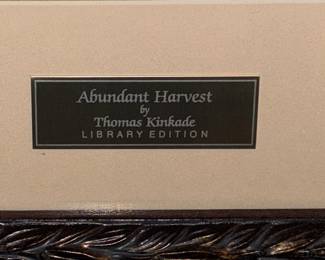 Abundant Harvest
by
Thomas Kinkade
LIBRARY EDITION